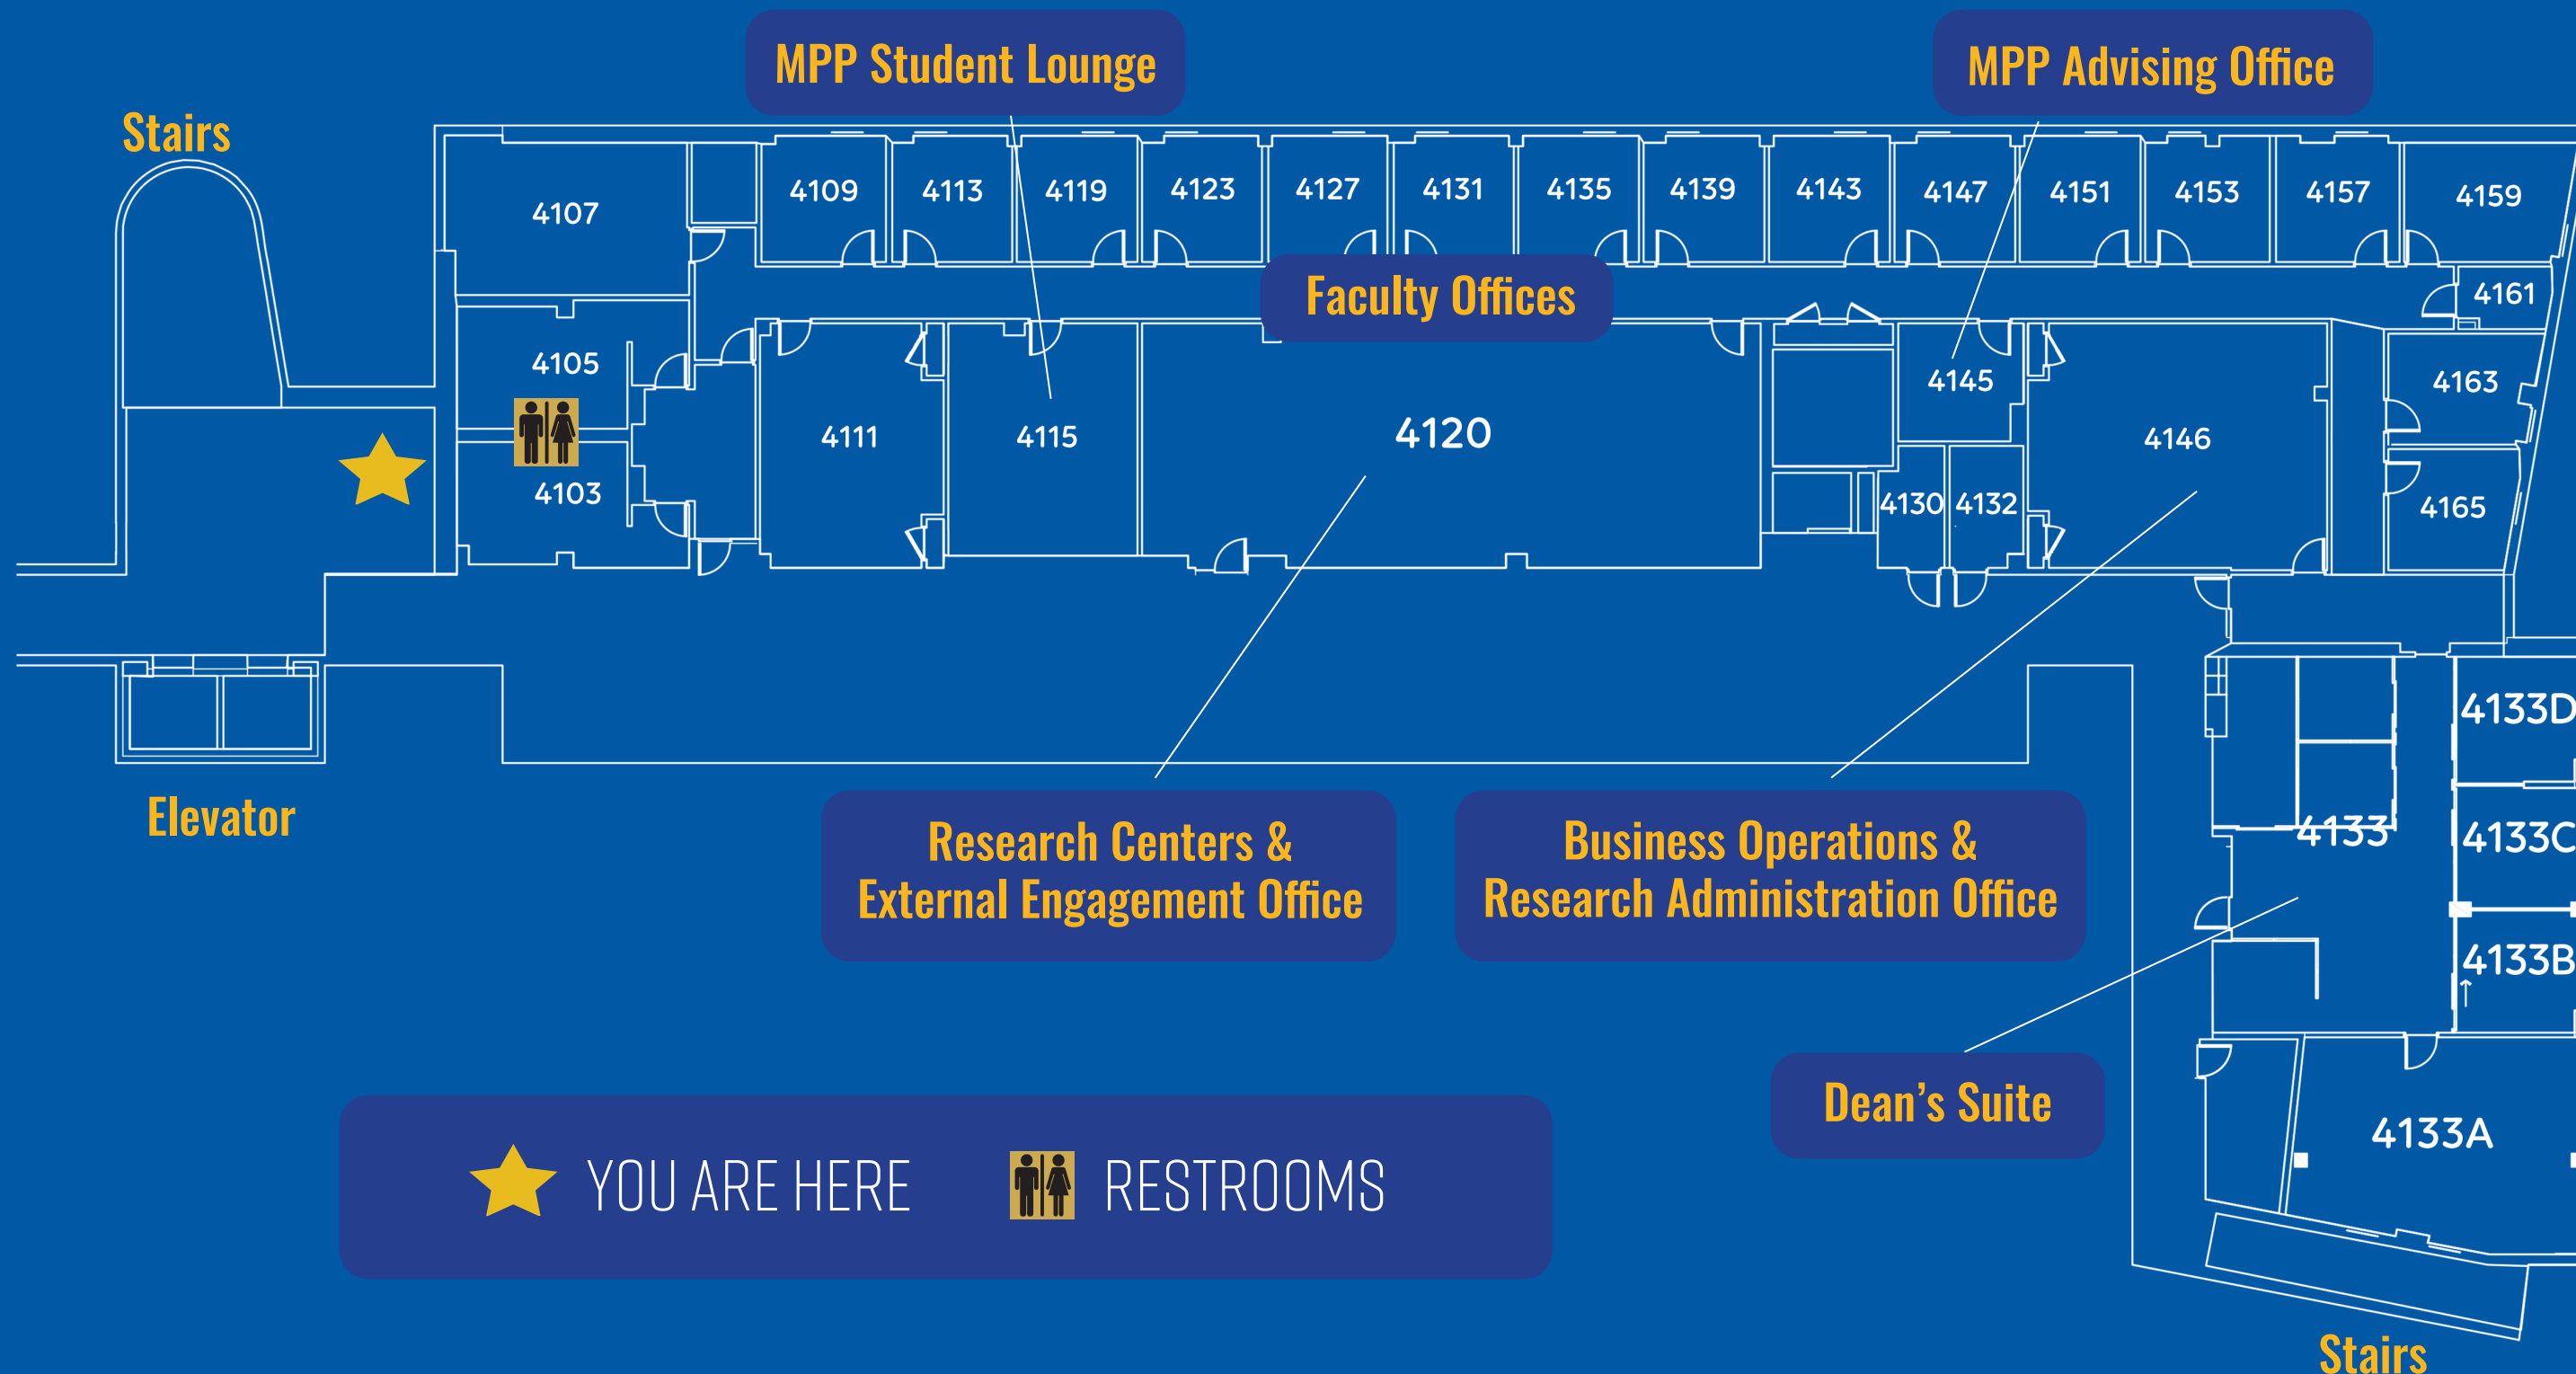 MPP Student Lounge
MPP Advising Office
Stairs
4107
4109
4113
4119
4123
4127
4131
4135
4139
4143
4147
4151
4153
4157
4159
Faculty Offices
4161
4105
4103
4111
4115
4120
4145
4130
4132
4146
4163
4165
Elevator
Research Centers &
External Engagement Office
Business Operations &
Research Administration Office
4133D
4133
4133C
4133B
Dean’s Suite
4133A
YOU ARE HERE
RESTROOMS
Stairs